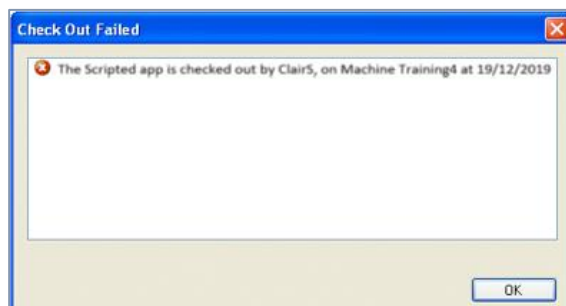 Check Out Failed
The Scripted app is checked out by ClairS, on Machine Training4 at 19/12/2019
OK